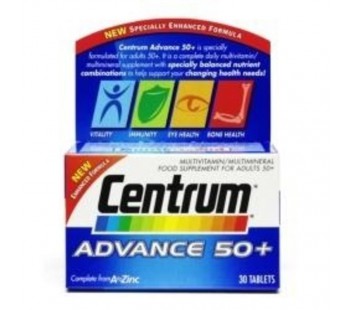 NEW SPECIALLY ENHANCED FORMULA
Centrum Advance 50+ is specially
formulated for adults 50+. It is a complete daily multivitamin/
multimineral supplement with specially balanced nutrient
combinations to help support your changing health needs!
VITALITY IMMUNITY EYE HEALTH BONE HEALTH
NEW
ENHANCED FORMULA
MULTIVITAMIN/MULTIMINERAL
FOOD SUPPLEMENT FOR ADULTS 50+
Centrum
ADVANCE 50+
Complete from A to Zinc
30 TABLETS